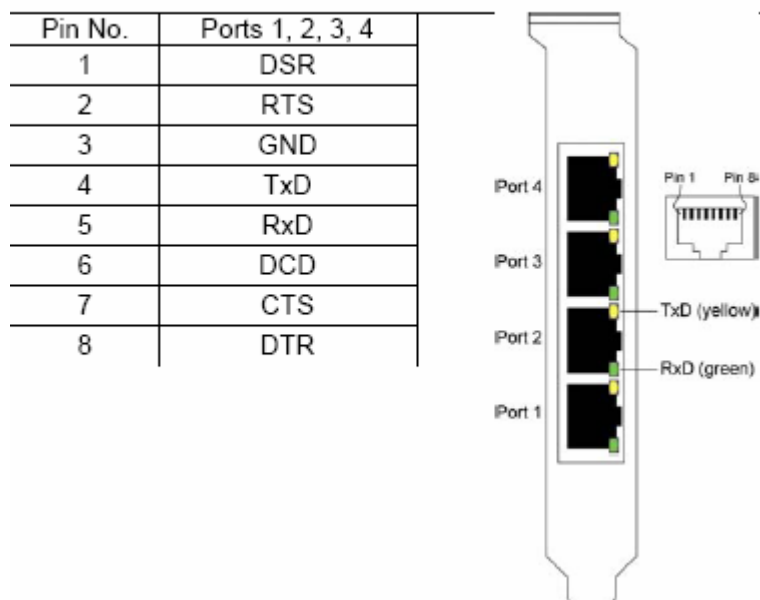 Pin No. Ports 1, 2, 3, 4
1 DSR
2 RTS
3 GND
4 TxD
5 RxD
6 DCD
7 CTS
8 DTR
Port 4
Pin 1 Pin 8
Port 3
TxD (yellow)
Port 2
RxD (green)
Port 1